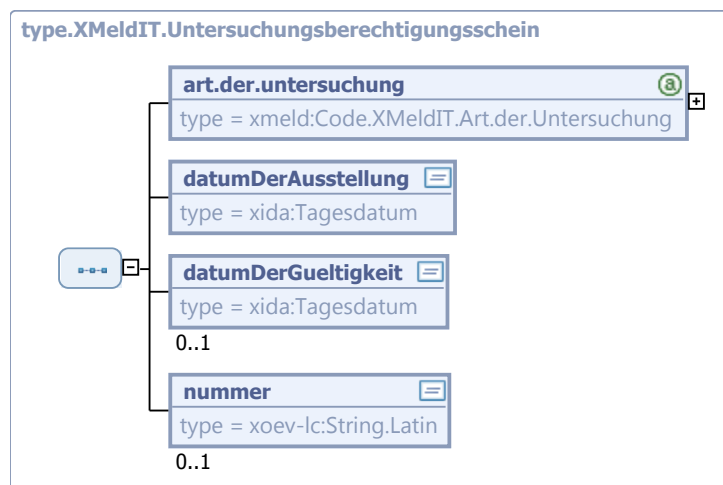 type.XMeldIT.Untersuchungsberechtigungsschein
art.der.untersuchung
type = xmeld:Code.XMeldIT.Art.der.Untersuchung
datumDerAusstellung
type = xida:Tagesdatum
datumDerGueltigkeit
type = xida:Tagesdatum
0..1
nummer
type = xoev-lc:String.Latin
0..1